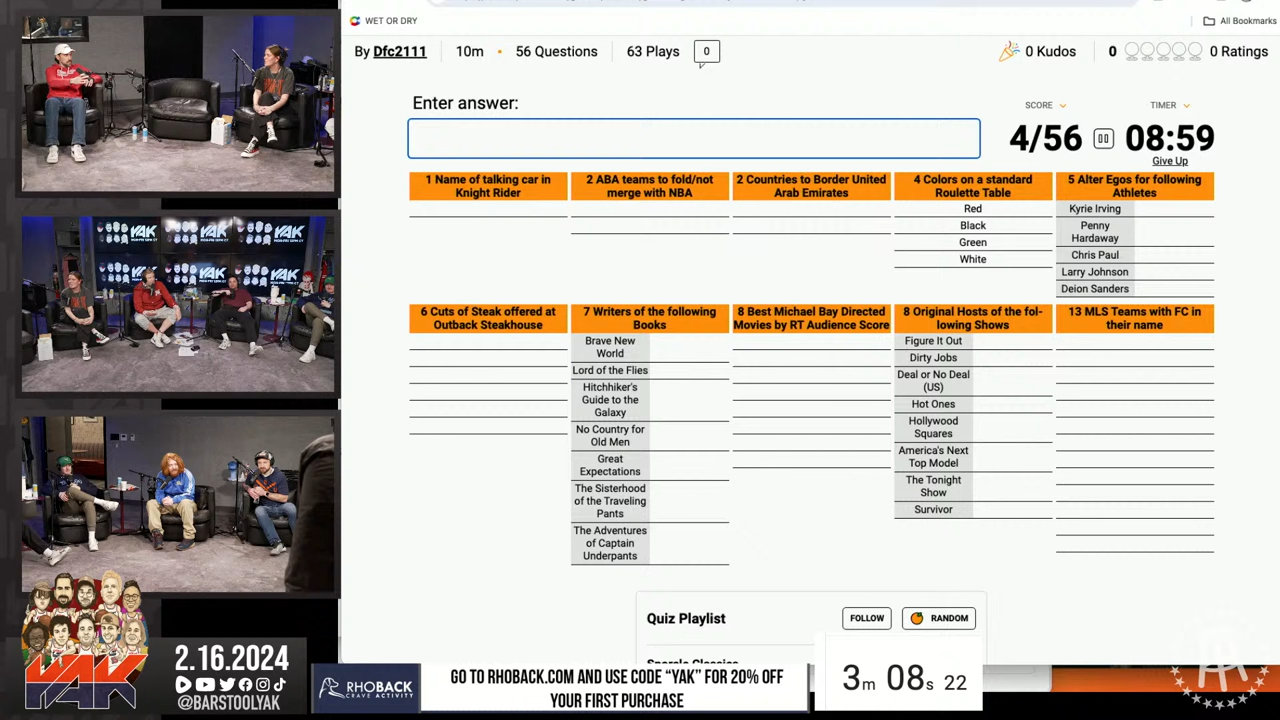 WET OR DRY
All Bookmarks
By Dfc2111
10m • 56 Questions
63 Plays
0
0 Kudos
0
0 Ratings
Enter answer:
SCORE
TIMER
4/56
08:59
Give Up
1 Name of talking car in
Knight Rider
2 ABA teams to fold/not
merge with NBA
2 Countries to Border United
Arab Emirates
4 Colors on a standard
Roulette Table
Red
Black
Green
White
5 Alter Egos for following
Athletes
Kyrie Irving
Penny
Hardaway
Chris Paul
Larry Johnson
Deion Sanders
6 Cuts of Steak offered at
Outback Steakhouse
7 Writers of the following
Books
Brave New
World
Lord of the Flies
Hitchhiker's
Guide to the
Galaxy
No Country for
Old Men
Great
Expectations
The Sisterhood
of the Traveling
Pants
The Adventures
of Captain
Underpants
8 Best Michael Bay Directed
Movies by RT Audience Score
8 Original Hosts of the fol-
lowing Shows
Figure It Out
Dirty Jobs
Deal or No Deal
(US)
Hot Ones
Hollywood
Squares
America's Next
Top Model
The Tonight
Show
Survivor
13 MLS Teams with FC in
their name
Quiz Playlist
FOLLOW
RANDOM
3m 08s 22
YAK
YAK
YAK
YAK
2.16.2024
@BARSTOOLYAK
RHOBACK
CRAVE ACTIVITY
GO TO RHOBACK.COM AND USE CODE “YAK” FOR 20% OFF
YOUR FIRST PURCHASE